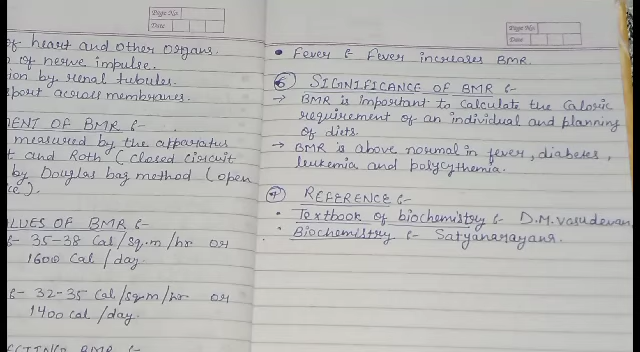 Page No.
Date
of heart and other organs.
of nerve impulse.
ion by renal tubules.
port across membranes.
MENT OF BMR :-
measured by the apparatus
t and Roth (closed circuit
by Douglas bag method (open
ce).
LUES OF BMR :-
:- 35-38 Cal/sq.m/hr or
1600 Cal/day.
:- 32-35 Cal/sq.m/hr or
1400 Cal/day.
CTING BMR :-
Page No.
Date
• Fever :- Fever increases BMR.
⑥ SIGNIFICANCE OF BMR :-
→ BMR is important to calculate the Caloric
requirement of an individual and planning
of diets.
→ BMR is above normal in fever, diabetes,
leukemia and polycythemia.
⑦ REFERENCE :-
• Textbook of biochemistry :- D.M. Vasudevan
• Biochemistry :- Satyanarayana.